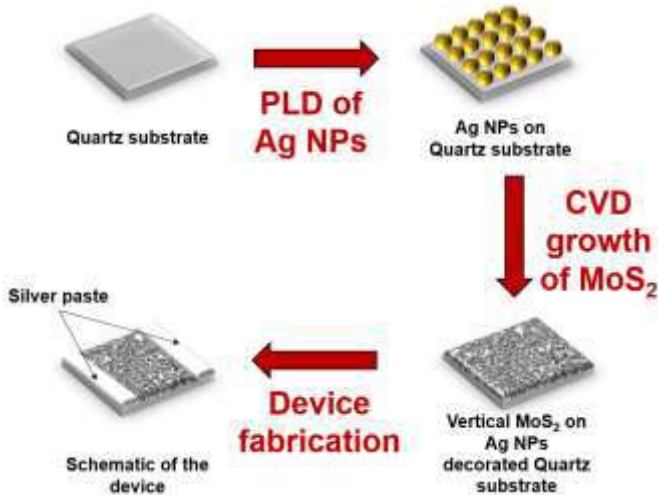 Quartz substrate
PLD of
Ag NPs
Ag NPs on
Quartz substrate
CVD
growth
of MoS₂
Vertical MoS₂ on
Ag NPs
decorated Quartz
substrate
Device
fabrication
Silver paste
Schematic of the
device